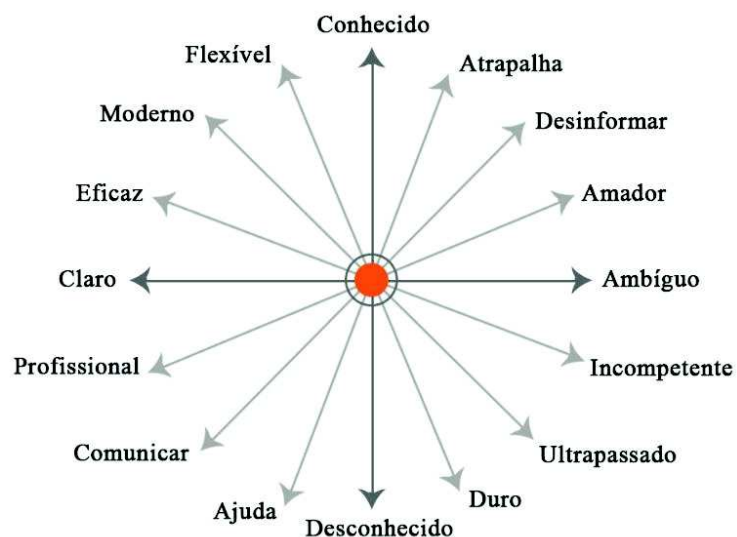 Conhecido
Flexível
Atrapalha
Moderno
Desinformar
Eficaz
Amador
Claro
Ambíguo
Profissional
Incompetente
Comunicar
Ultrapassado
Ajuda
Duro
Desconhecido